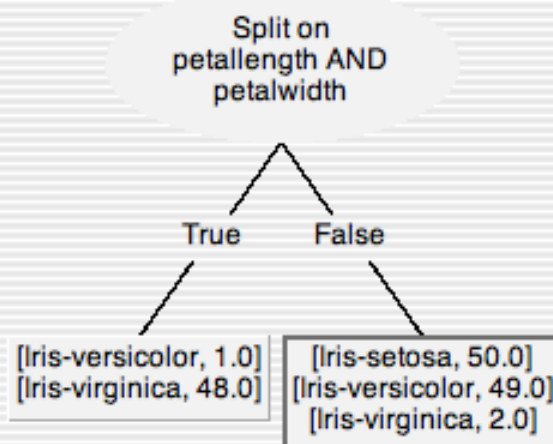 Split on
petallength AND
petalwidth
True
False
[Iris-versicolor, 1.0]
[Iris-virginica, 48.0]
[Iris-setosa, 50.0]
[Iris-versicolor, 49.0]
[Iris-virginica, 2.0]